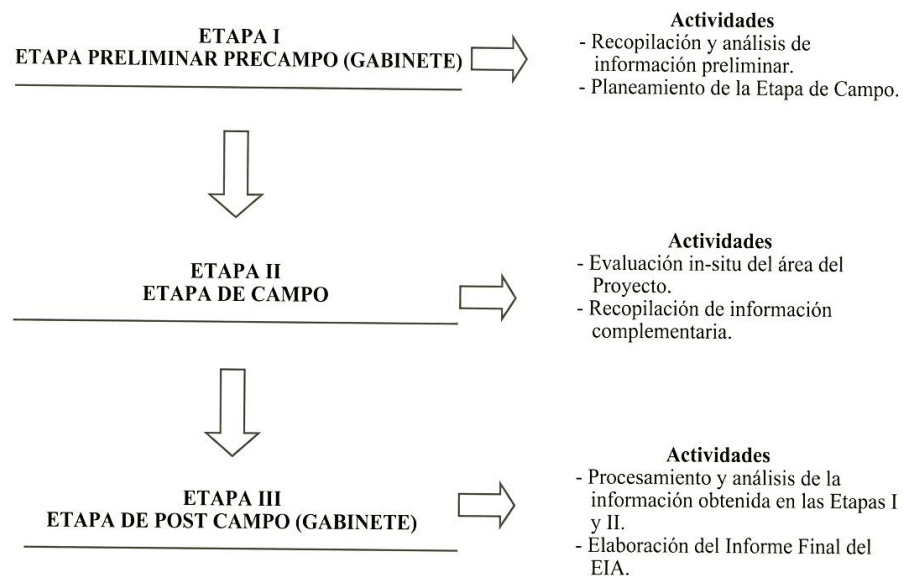 ETAPA I
ETAPA PRELIMINAR PRECAMPO (GABINETE)
Actividades
- Recopilación y análisis de
información preliminar.
- Planeamiento de la Etapa de Campo.
ETAPA II
ETAPA DE CAMPO
Actividades
- Evaluación in-situ del área del
Proyecto.
- Recopilación de información
complementaria.
ETAPA III
ETAPA DE POST CAMPO (GABINETE)
Actividades
- Procesamiento y análisis de la
información obtenida en las Etapas I
y II.
- Elaboración del Informe Final del
EIA.